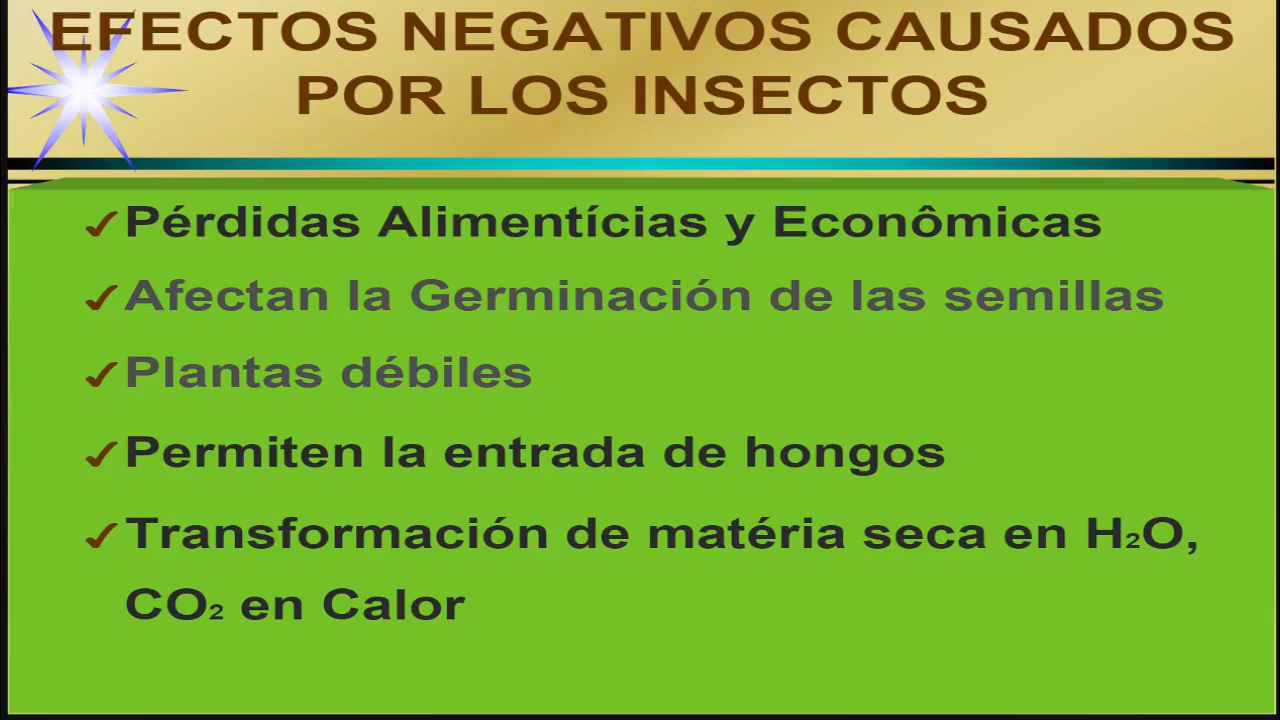 EFECTOS NEGATIVOS CAUSADOS
POR LOS INSECTOS
✓Pérdidas Alimentícias y Econômicas
✓Afectan la Germinación de las semillas
✓Plantas débiles
✓Permiten la entrada de hongos
✓Transformación de matéria seca en H₂O,
CO₂ en Calor